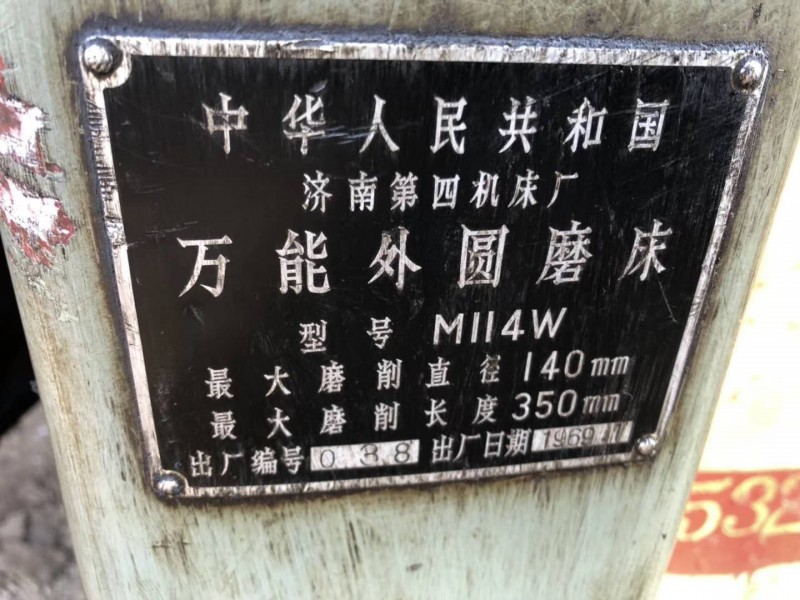 中华人民共和国
济南第四机床厂
万能外圆磨床
型号 M114W
最大磨削直径 140mm
最大磨削长度 350mm
出厂编号 038 出厂日期 1969
532